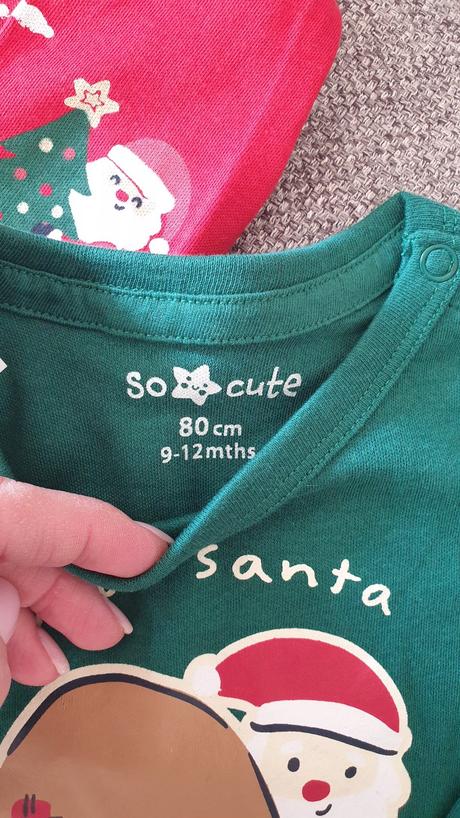 so cute
80 cm
9-12 mths
santa